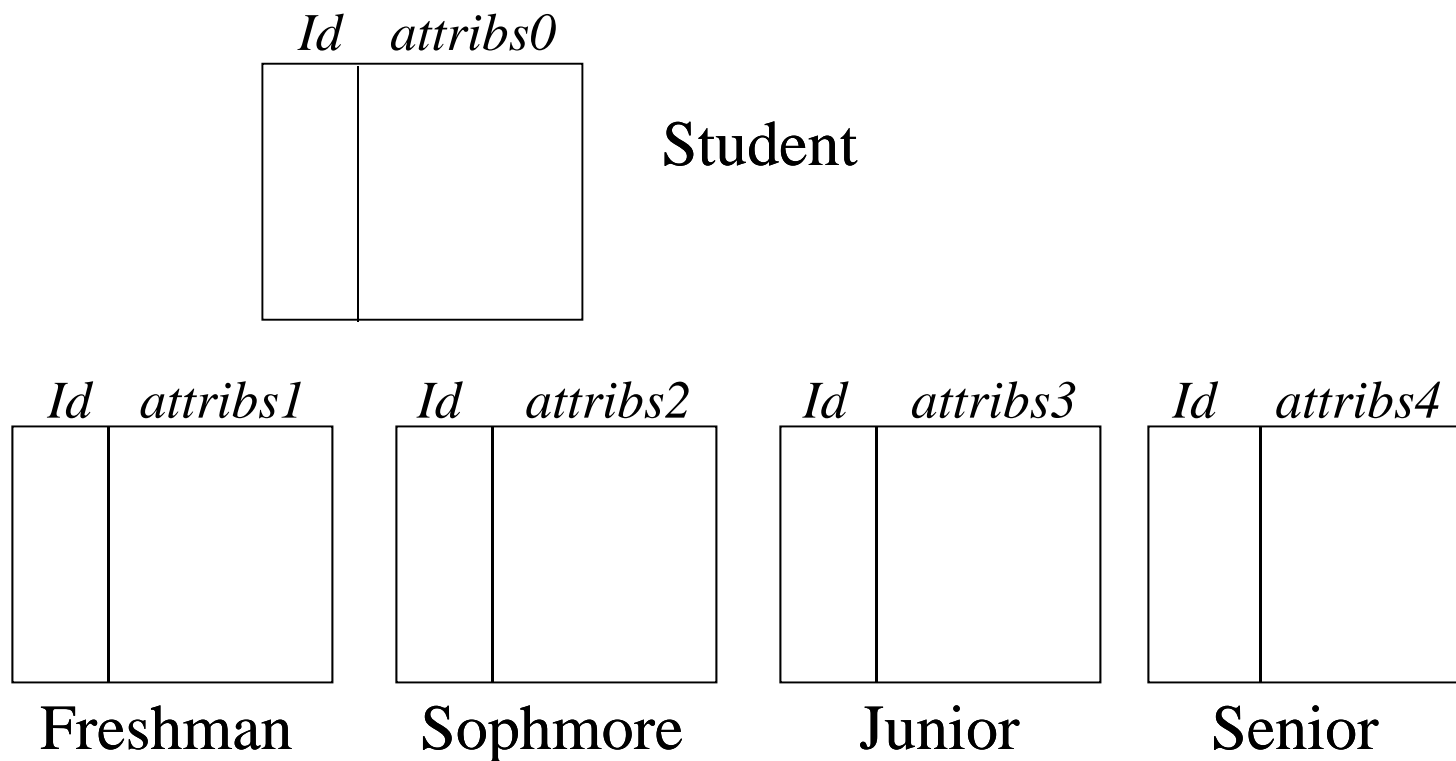 Id attribs0
Student
Id attribs1 Id attribs2 Id attribs3 Id attribs4
Freshman Sophmore Junior Senior